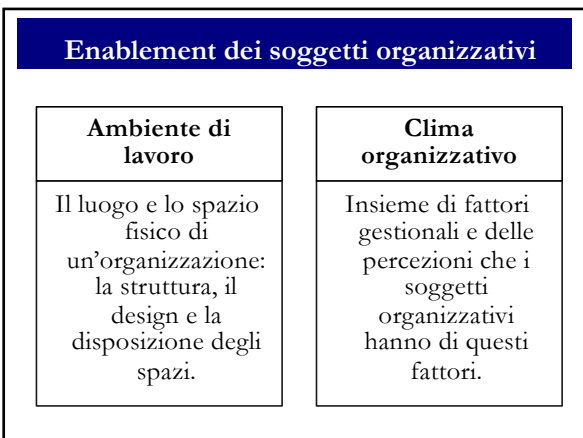 Enablement dei soggetti organizzativi
Ambiente di
lavoro
Il luogo e lo spazio
fisico di
un'organizzazione:
la struttura, il
design e la
disposizione degli
spazi.
Clima
organizzativo
Insieme di fattori
gestionali e delle
percezioni che i
soggetti
organizzativi
hanno di questi
fattori.